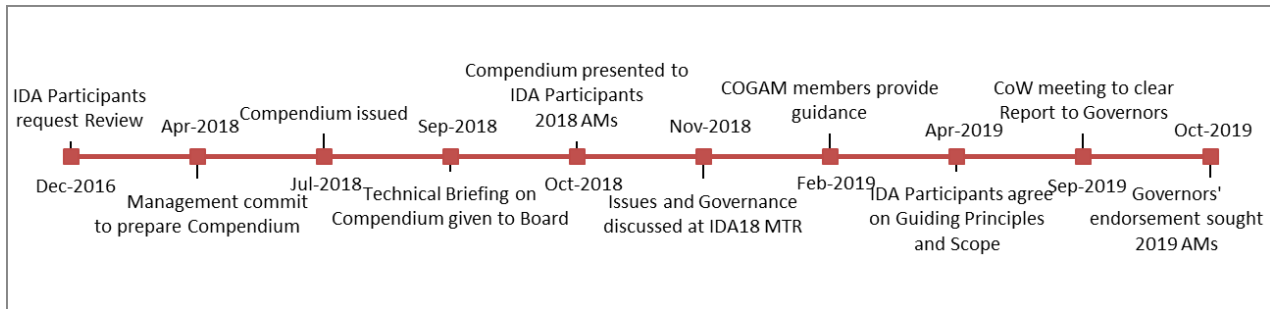 IDA Participants
request Review
Dec-2016
Apr-2018
Management commit
to prepare Compendium
Compendium issued
Jul-2018
Sep-2018
Technical Briefing on
Compendium given to Board
Compendium presented to
IDA Participants
2018 AMs
Oct-2018
Nov-2018
Issues and Governance
discussed at IDA18 MTR
COGAM members provide
guidance
Feb-2019
Apr-2019
IDA Participants agree
on Guiding Principles
and Scope
CoW meeting to clear
Report to Governors
Sep-2019
Oct-2019
Governors'
endorsement sought
2019 AMs